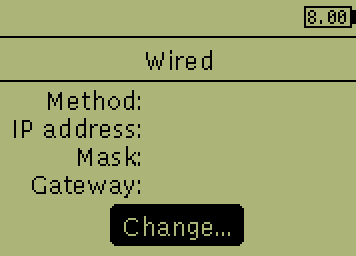 8.00
Wired
Method:
IP address:
Mask:
Gateway:
Change...